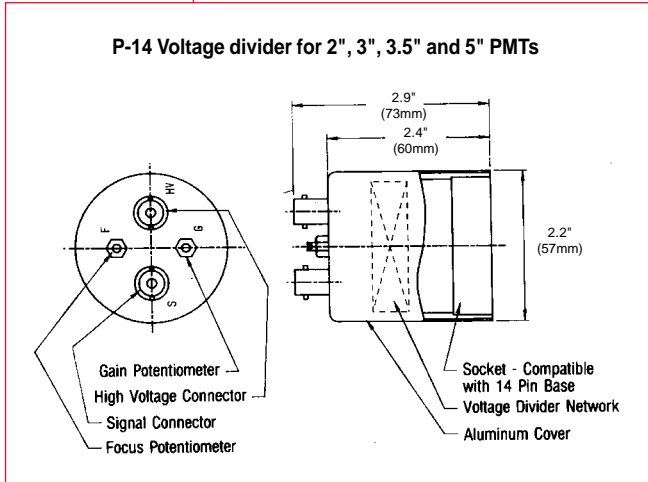 P-14 Voltage divider for 2", 3", 3.5" and 5" PMTs
2.9"
(73mm)
2.4"
(60mm)
2.2"
(57mm)
HV
F
G
S
Gain Potentiometer
High Voltage Connector
Signal Connector
Focus Potentiometer
Socket - Compatible
with 14 Pin Base
Voltage Divider Network
Aluminum Cover